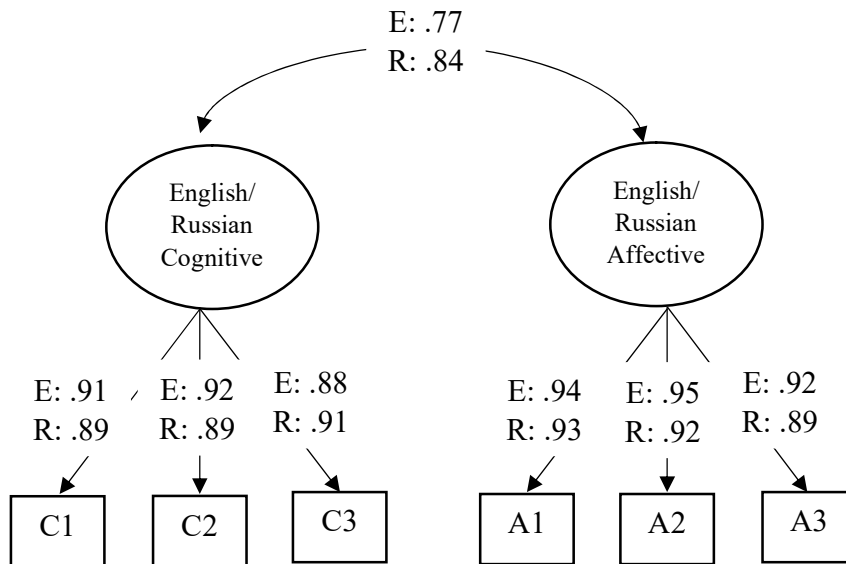 E: .77
R: .84
English/
Russian
Cognitive
English/
Russian
Affective
E: .91
R: .89
E: .92
R: .89
E: .88
R: .91
E: .94
R: .93
E: .95
R: .92
E: .92
R: .89
C1
C2
C3
A1
A2
A3